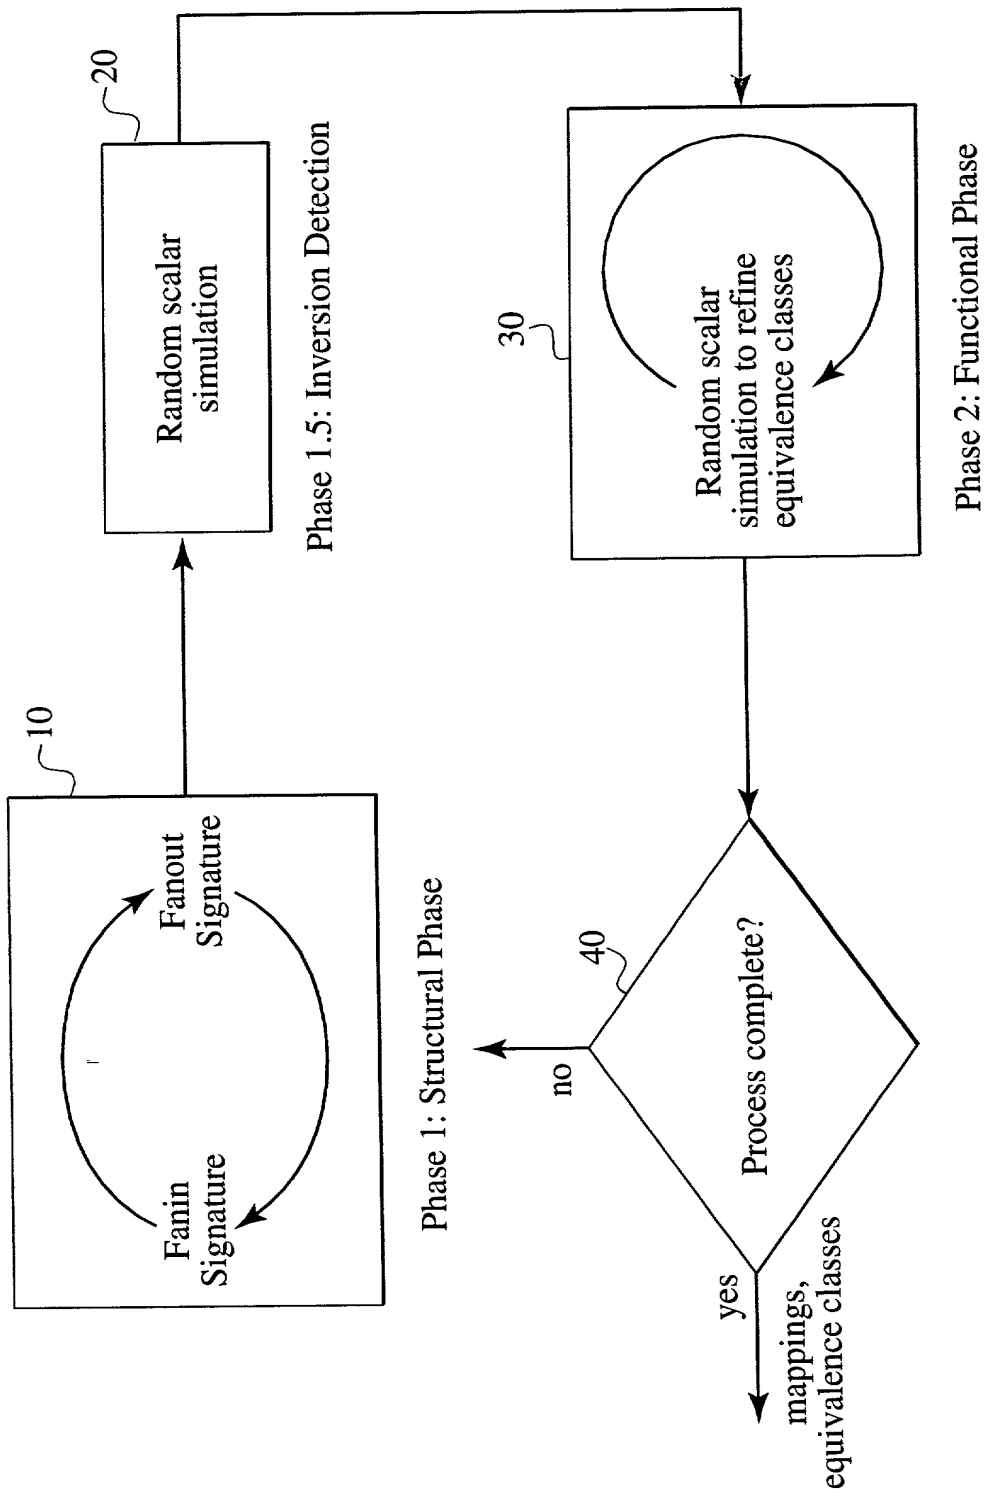 Fanin
Signature
Fanout
Signature
10
Phase 1: Structural Phase
Random scalar
simulation
20
Phase 1.5: Inversion Detection
Random scalar
simulation to refine
equivalence classes
30
Phase 2: Functional Phase
Process complete?
40
no
yes
mappings,
equivalence classes